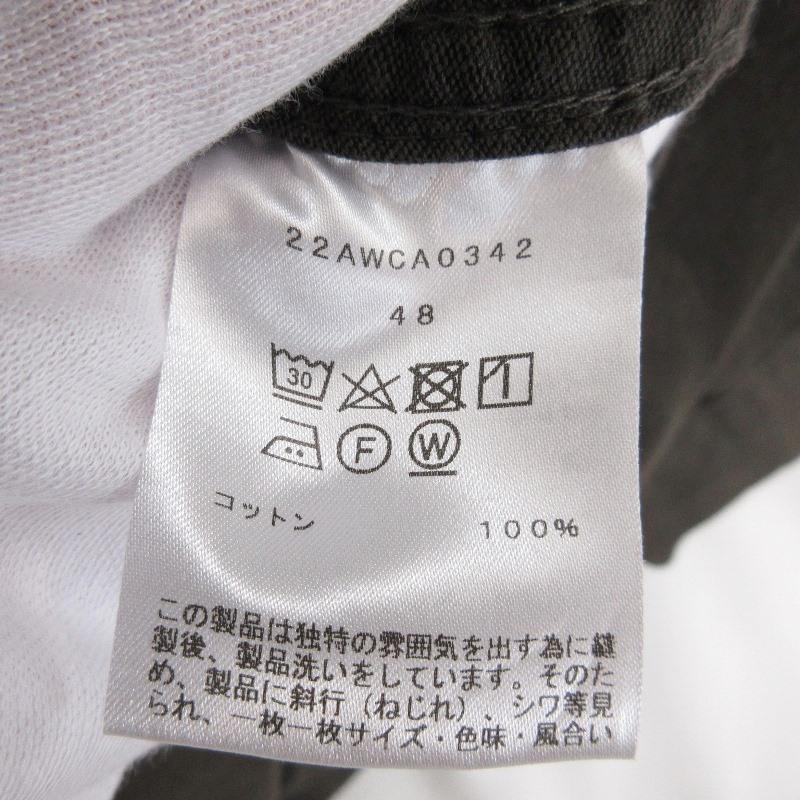 22AWCA0342
48
30
F W
コットン 100%
この製品は独特の雰囲気を出す為に縫
製後、製品洗いをしています。そのた
め、製品に斜行（ねじれ）、シワ等見
られ、一枚一枚サイズ・色味・風合い